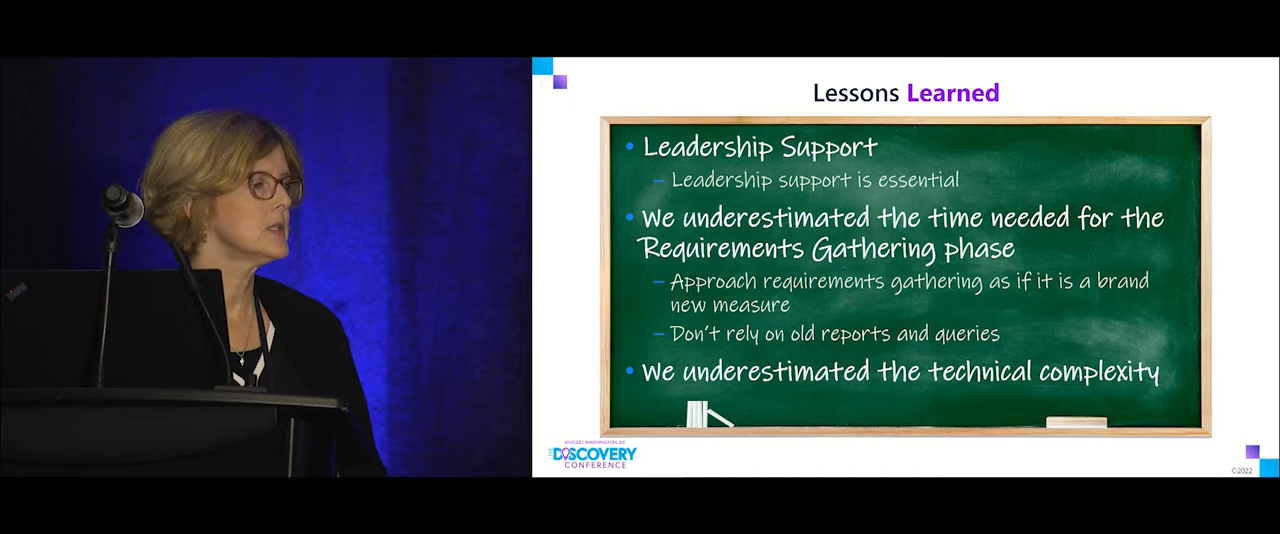 Lessons Learned
• Leadership Support
– Leadership support is essential
• We underestimated the time needed for the
Requirements Gathering phase
– Approach requirements gathering as if it is a brand
new measure
– Don't rely on old reports and queries
• We underestimated the technical complexity
THE DISCOVERY
CONFERENCE
©2022